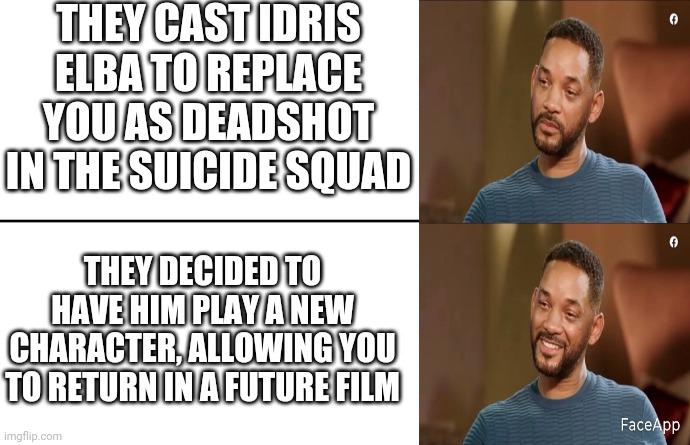 THEY CAST IDRIS
ELBA TO REPLACE
YOU AS DEADSHOT
IN THE SUICIDE SQUAD
THEY DECIDED TO
HAVE HIM PLAY A NEW
CHARACTER, ALLOWING YOU
TO RETURN IN A FUTURE FILM
FaceApp
imgflip.com